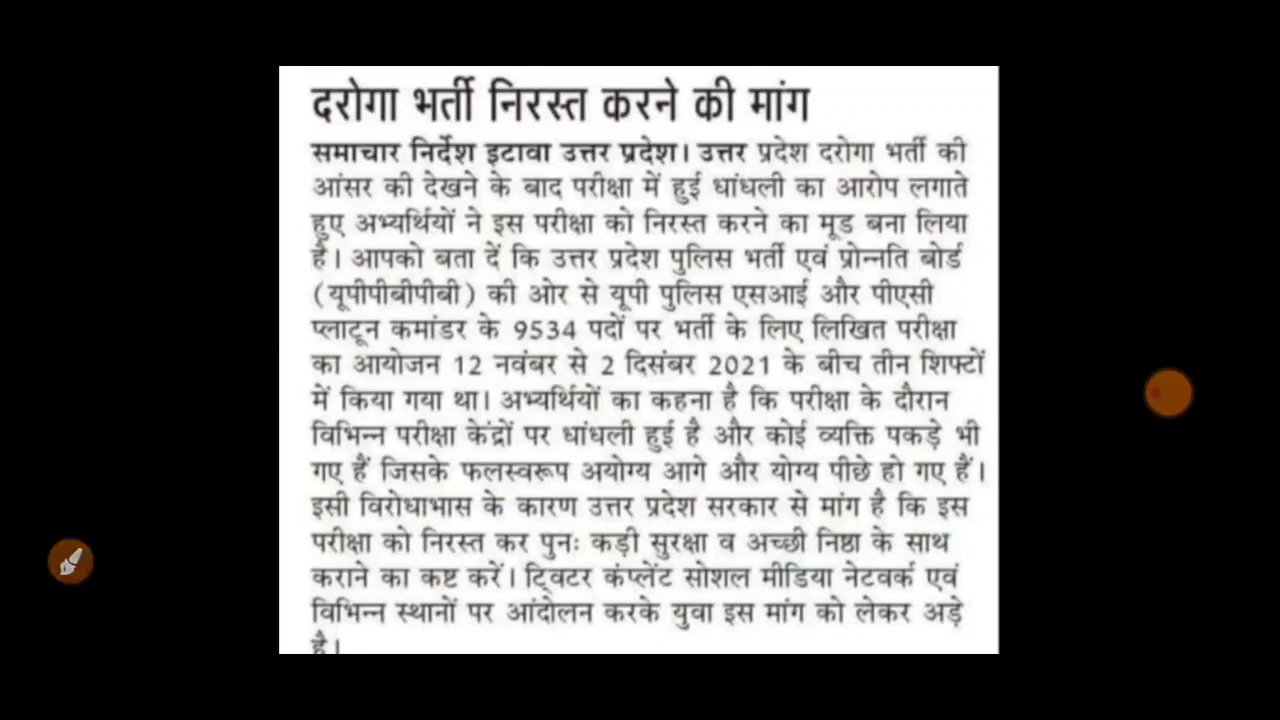 दरोगा भर्ती निरस्त करने की मांग
समाचार निर्देश इटावा उत्तर प्रदेश। उत्तर प्रदेश दरोगा भर्ती की
आंसर की देखने के बाद परीक्षा में हुई धांधली का आरोप लगाते
हुए अभ्यर्थियों ने इस परीक्षा को निरस्त करने का मूड बना लिया
है। आपको बता दें कि उत्तर प्रदेश पुलिस भर्ती एवं प्रोन्नति बोर्ड
(यूपीपीबीपीबी) की ओर से यूपी पुलिस एसआई और पीएसी
प्लाटून कमांडर के 9534 पदों पर भर्ती के लिए लिखित परीक्षा
का आयोजन 12 नवंबर से 2 दिसंबर 2021 के बीच तीन शिफ्टों
में किया गया था। अभ्यर्थियों का कहना है कि परीक्षा के दौरान
विभिन्न परीक्षा केंद्रों पर धांधली हुई है और कोई व्यक्ति पकड़े भी
गए हैं जिसके फलस्वरूप अयोग्य आगे और योग्य पीछे हो गए हैं।
इसी विरोधाभास के कारण उत्तर प्रदेश सरकार से मांग है कि इस
परीक्षा को निरस्त कर पुनः कड़ी सुरक्षा व अच्छी निष्ठा के साथ
कराने का कष्ट करें। ट्विटर कंप्लेंट सोशल मीडिया नेटवर्क एवं
विभिन्न स्थानों पर आंदोलन करके युवा इस मांग को लेकर अड़े
है।